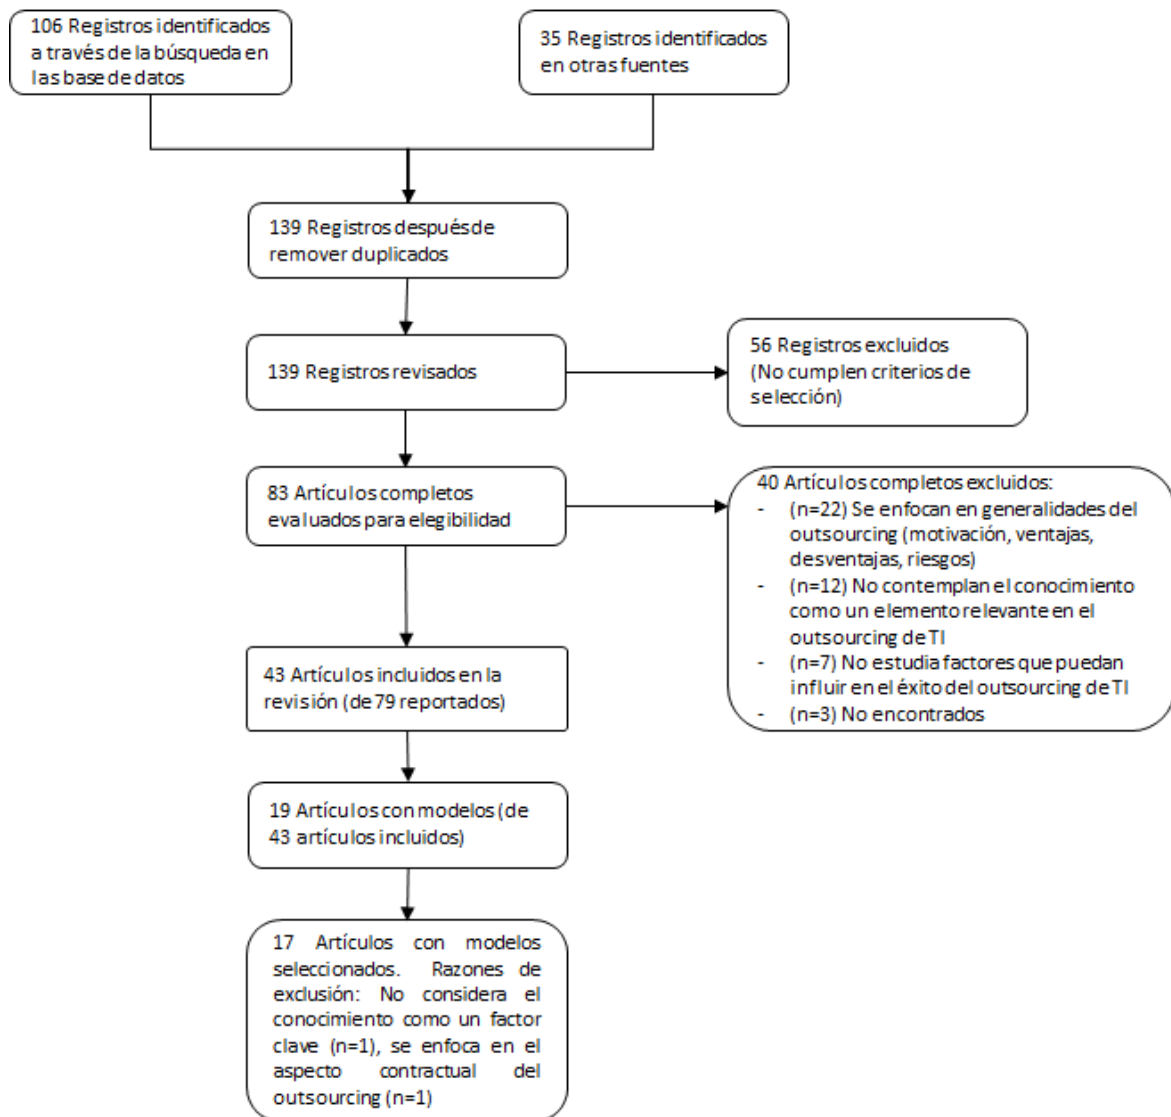 106 Registros identificados
a través de la búsqueda en
las base de datos
35 Registros identificados
en otras fuentes
139 Registros después de
remover duplicados
139 Registros revisados
56 Registros excluidos
(No cumplen criterios de
selección)
83 Artículos completos
evaluados para elegibilidad
40 Artículos completos excluidos:
- (n=22) Se enfocan en generalidades del
outsourcing (motivación, ventajas,
desventajas, riesgos)
- (n=12) No contemplan el conocimiento
como un elemento relevante en el
outsourcing de TI
- (n=7) No estudia factores que puedan
influir en el éxito del outsourcing de TI
- (n=3) No encontrados
43 Artículos incluidos en la
revisión (de 79 reportados)
19 Artículos con modelos (de
43 artículos incluidos)
17 Artículos con modelos
seleccionados. Razones de
exclusión: No considera el
conocimiento como un factor
clave (n=1), se enfoca en el
aspecto contractual del
outsourcing (n=1)